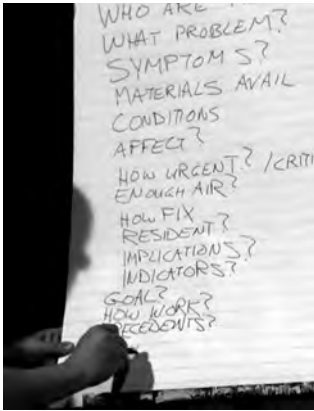 WHO ARE
WHAT PROBLEM?
SYMPTOMS?
MATERIALS AVAIL
CONDITIONS
AFFECT?
HOW URGENT? /CRITI
ENOUGH AIR?
HOW FIX
RESIDENT?
IMPLICATIONS?
INDICATORS?
GOAL?
HOW WORK?
ECEDENTS?